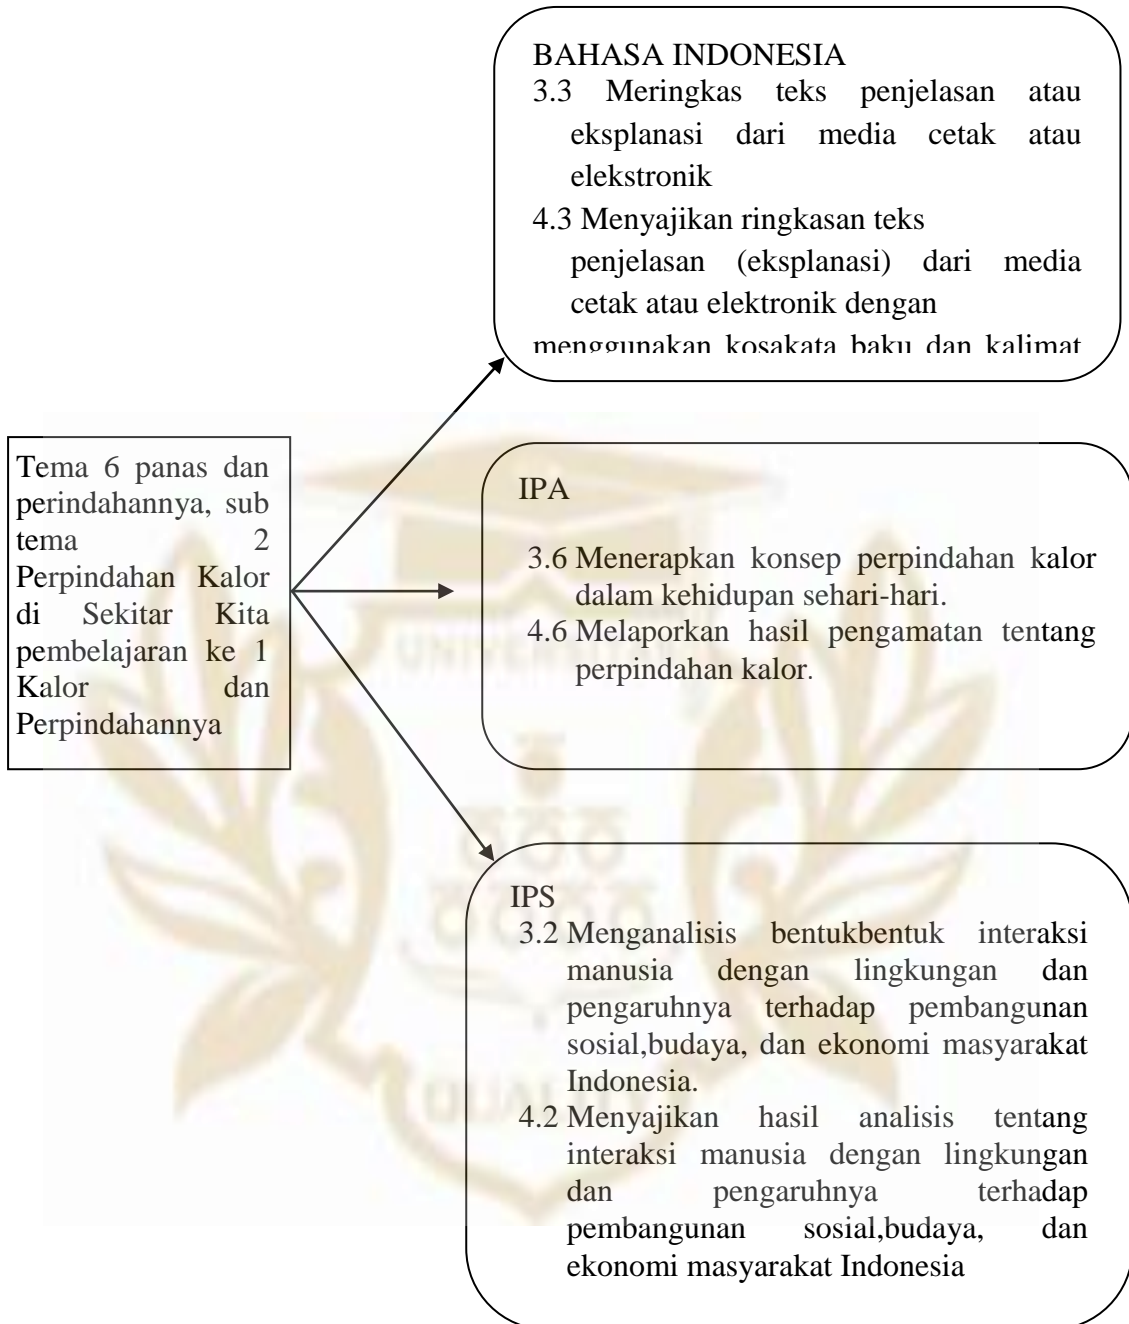 BAHASA INDONESIA
3.3 Meringkas teks penjelasan atau
eksplanasi dari media cetak atau
elekstronik
4.3 Menyajikan ringkasan teks
penjelasan (eksplanasi) dari media
cetak atau elektronik dengan
menggunakan kosakata baku dan kalimat
Tema 6 panas dan
perindahannya, sub
tema 2
Perpindahan Kalor
di Sekitar Kita
pembelajaran ke 1
Kalor dan
Perpindahannya
IPA
3.6 Menerapkan konsep perpindahan kalor
dalam kehidupan sehari-hari.
4.6 Melaporkan hasil pengamatan tentang
perpindahan kalor.
IPS
3.2 Menganalisis bentukbentuk interaksi
manusia dengan lingkungan dan
pengaruhnya terhadap pembangunan
sosial,budaya, dan ekonomi masyarakat
Indonesia.
4.2 Menyajikan hasil analisis tentang
interaksi manusia dengan lingkungan
dan pengaruhnya terhadap
pembangunan sosial,budaya, dan
ekonomi masyarakat Indonesia